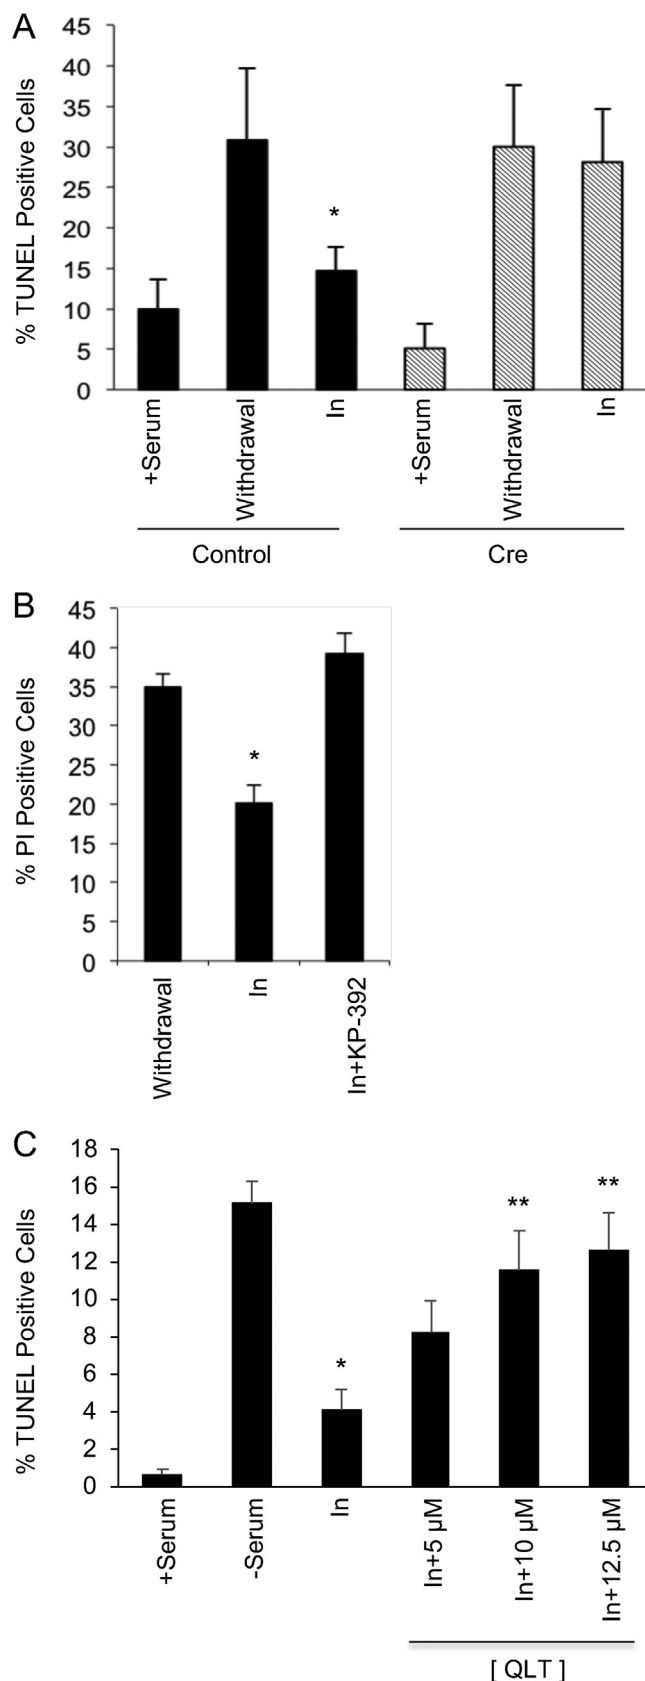 A
% TUNEL Positive Cells
45
40
35
30
25
20
15
10
5
0
*
+Serum
Withdrawal
In
+Serum
Withdrawal
In
Control
Cre
B
% PI Positive Cells
45
40
35
30
25
20
15
10
5
0
*
Withdrawal
In
In+KP-392
C
% TUNEL Positive Cells
18
16
14
12
10
8
6
4
2
0
*
**
**
+Serum
-Serum
In
In+5 µM
In+10 µM
In+12.5 µM
[ QLT ]